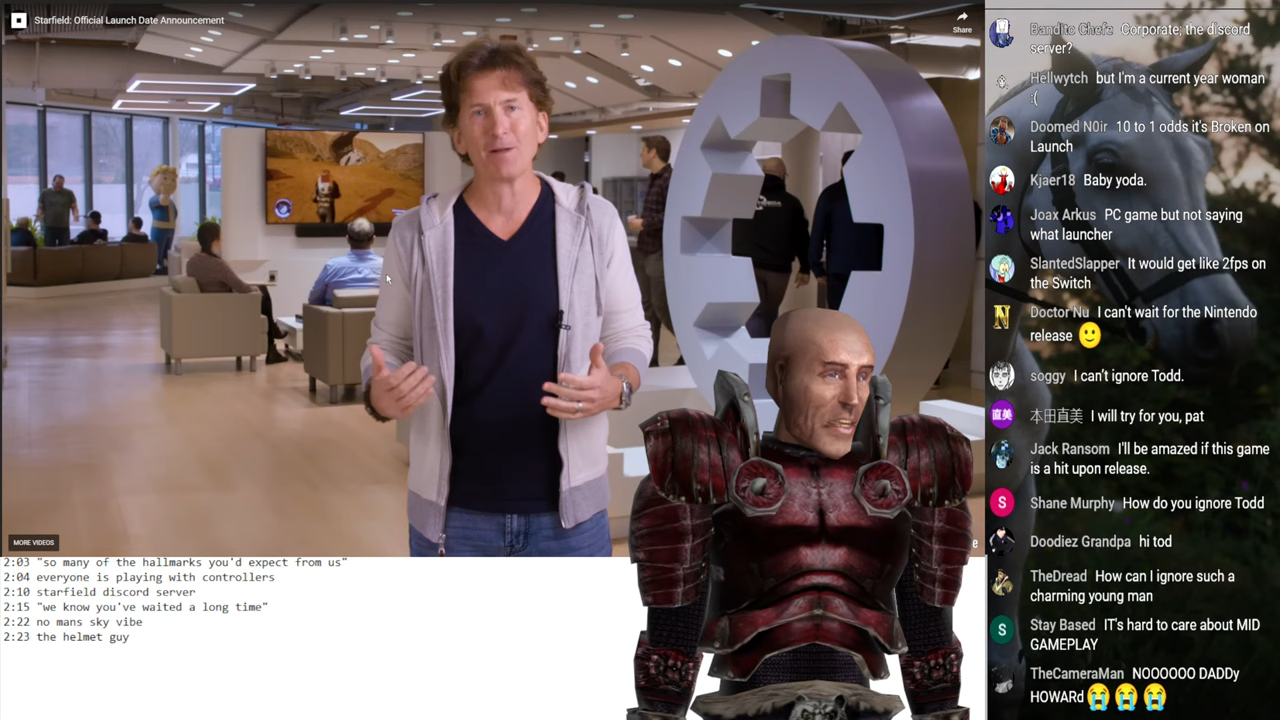 Starfield: Official Launch Date Announcement
Share
MORE VIDEOS
2:03 "so many of the hallmarks you'd expect from us"
2:04 everyone is playing with controllers
2:10 starfield discord server
2:15 "we know you've waited a long time"
2:22 no mans sky vibe
2:23 the helmet guy
Bandito Chefz Corporate, the discord
server?
Hellwytch but I'm a current year woman
:(
Doomed N0ir 10 to 1 odds it's Broken on
Launch
Kjaer18 Baby yoda.
Joax Arkus PC game but not saying
what launcher
SlantedSlapper It would get like 2fps on
the Switch
Doctor Nu I can't wait for the Nintendo
release 🙂
soggy I can't ignore Todd.
直美 本田直美 I will try for you, pat
Jack Ransom I'll be amazed if this game
is a hit upon release.
S Shane Murphy How do you ignore Todd
Doodiez Grandpa hi tod
TheDread How can I ignore such a
charming young man
S Stay Based IT's hard to care about MID
GAMEPLAY
TheCameraMan NOOOOOO DADDy
HOWARd😭😭😭